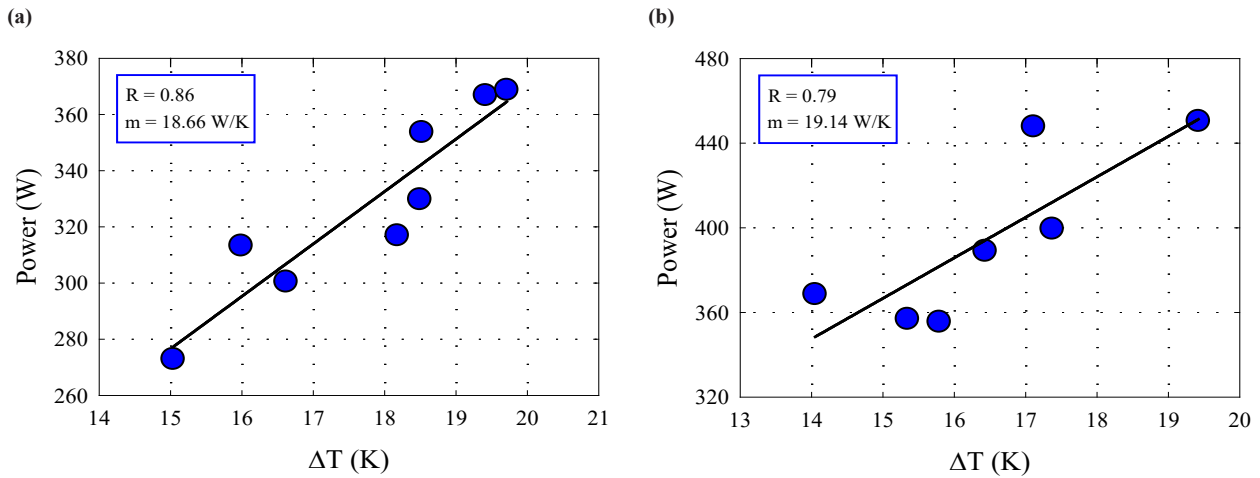 (a)
380
360
340
320
300
280
260
Power (W)
R = 0.86
m = 18.66 W/K
14 15 16 17 18 19 20 21
ΔT (K)
(b)
480
440
400
360
320
Power (W)
R = 0.79
m = 19.14 W/K
13 14 15 16 17 18 19 20
ΔT (K)